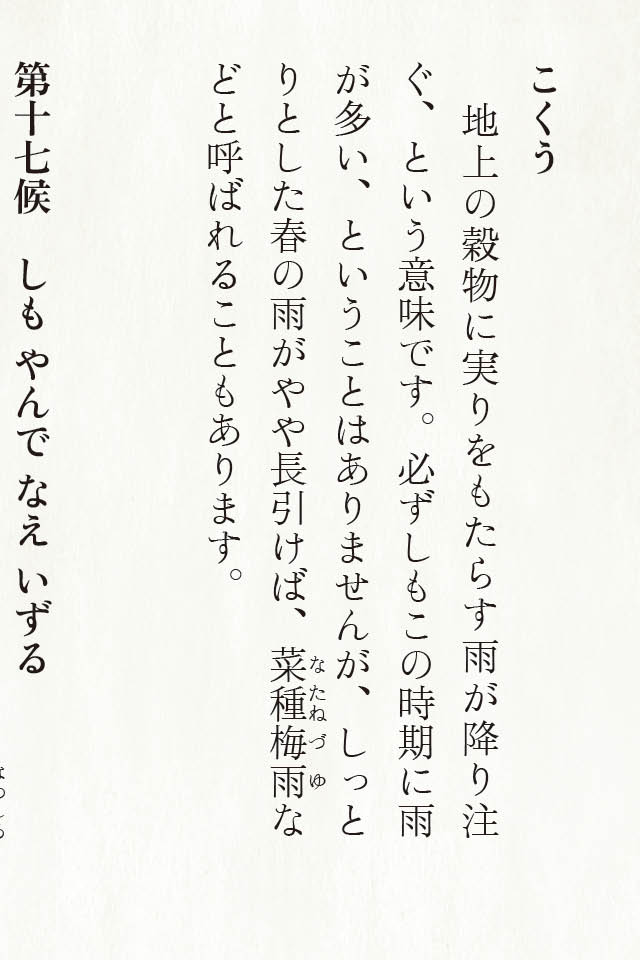 こくう
地上の穀物に実りをもたらす雨が降り注
ぐ、という意味です。必ずしもこの時期に雨
が多い、ということはありませんが、しっと
りとした春の雨がやや長引けば、菜種梅雨な
なたねづゆ
どと呼ばれることもあります。
第十七候　しも やんで なえ いずる